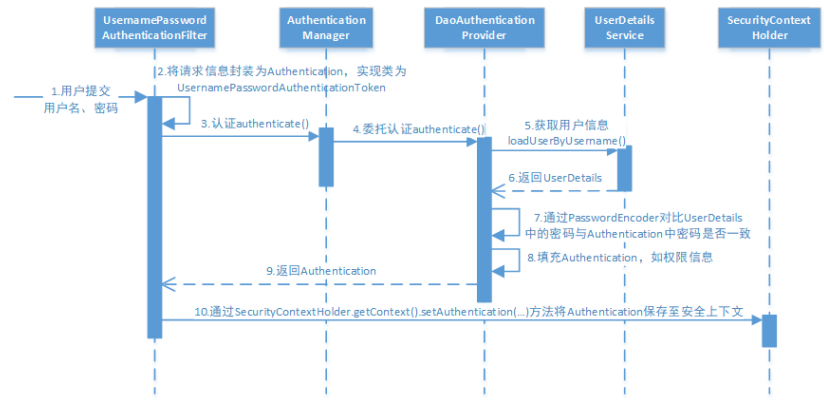 UsernamePassword
AuthenticationFilter
Authentication
Manager
DaoAuthentication
Provider
UserDetails
Service
SecurityContext
Holder
1.用户提交
用户名、密码
2.将请求信息封装为Authentication，实现类为
UsernamePasswordAuthenticationToken
3.认证authenticate()
4.委托认证authenticate()
5.获取用户信息
loadUserByUsername()
6.返回UserDetails
7.通过PasswordEncoder对比UserDetails
中的密码与Authentication中密码是否一致
8.填充Authentication，如权限信息
9.返回Authentication
10.通过SecurityContextHolder.getContext().setAuthentication(...)方法将Authentication保存至安全上下文